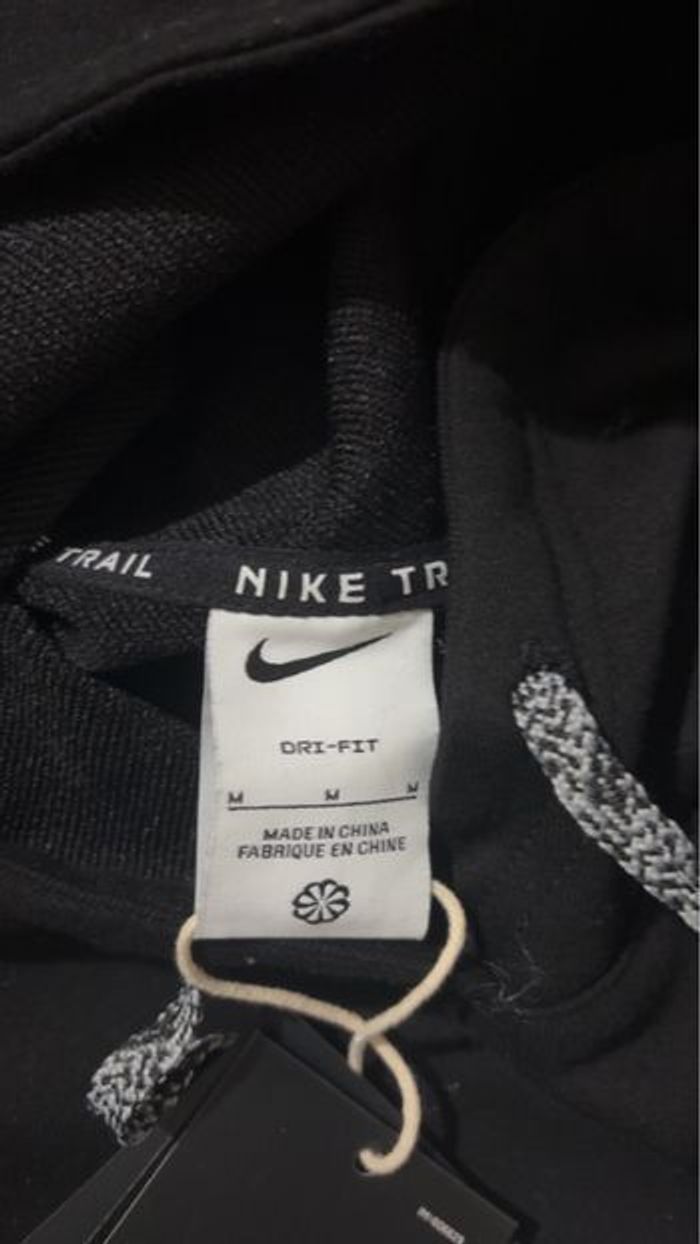 TRAIL NIKE TR
DRI-FIT
M M M
MADE IN CHINA
FABRIQUE EN CHINE